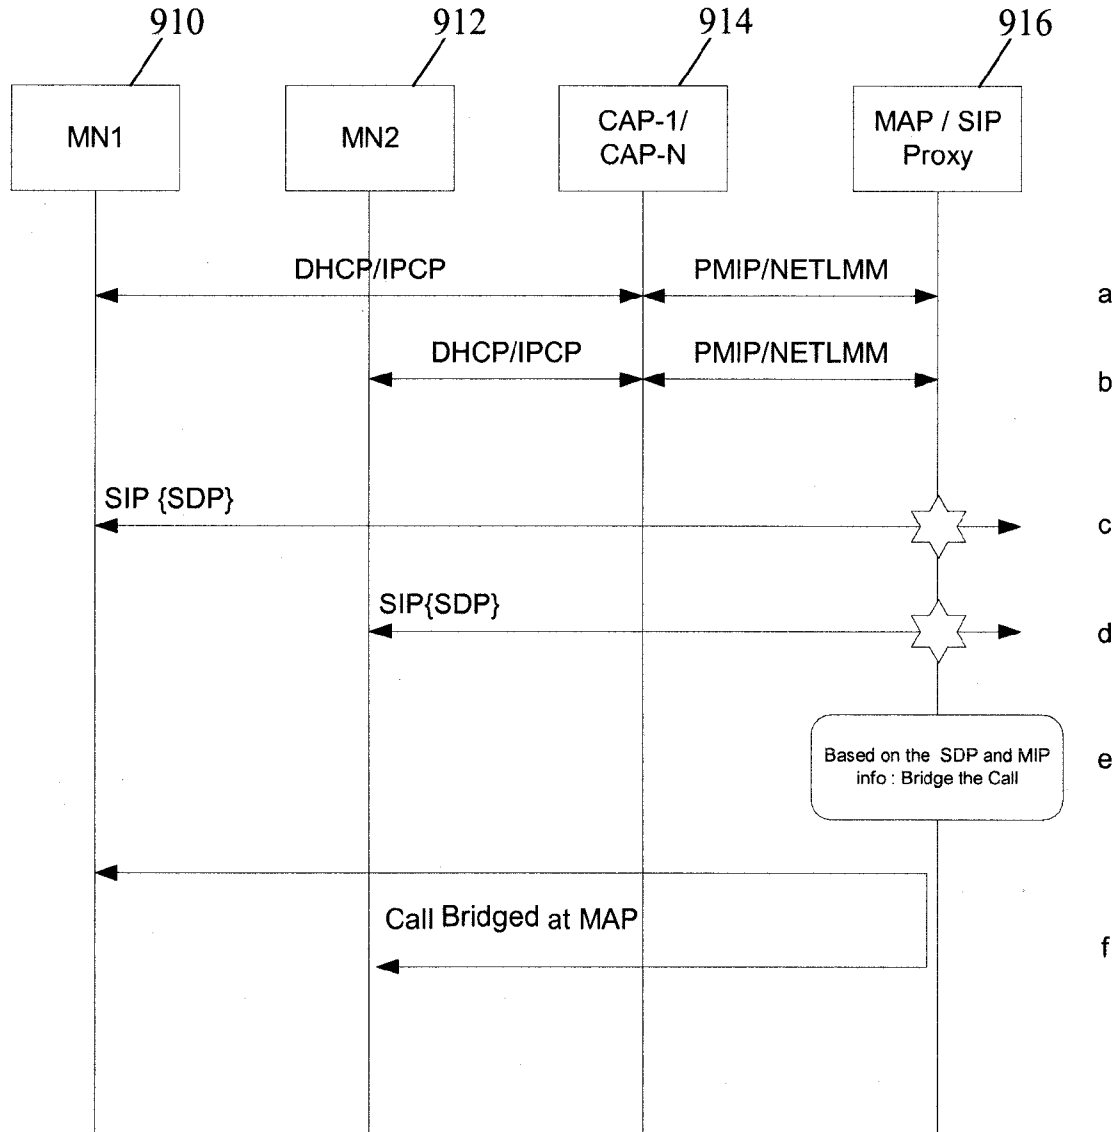 910
912
914
916
MN1
MN2
CAP-1/
CAP-N
MAP / SIP
Proxy
DHCP/IPCP
PMIP/NETLMM
a
DHCP/IPCP
PMIP/NETLMM
b
SIP {SDP}
c
SIP{SDP}
d
Based on the SDP and MIP
info : Bridge the Call
e
Call Bridged at MAP
f